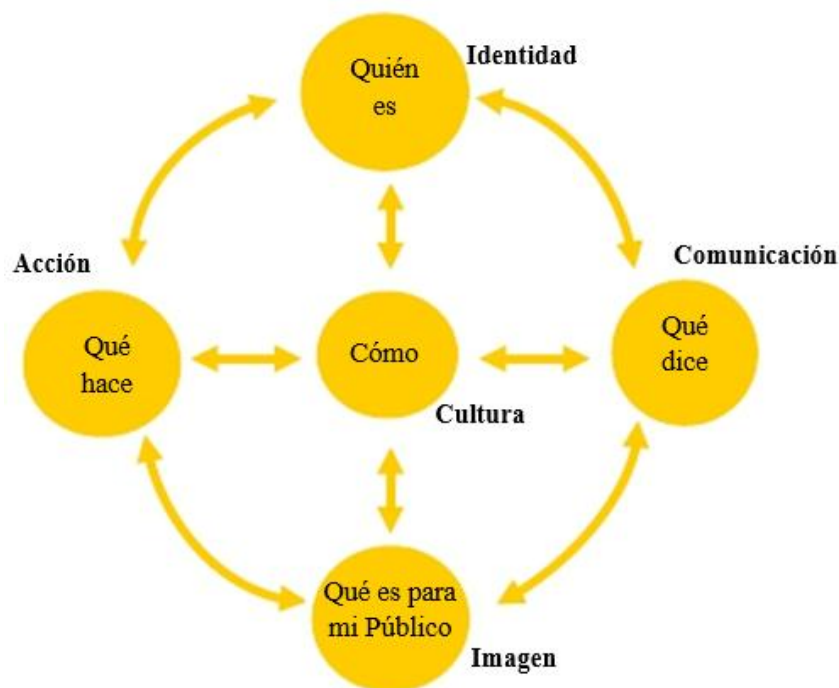 Quién
es
Identidad
Acción
Comunicación
Qué
hace
Cómo
Qué
dice
Cultura
Qué es para
mi Público
Imagen